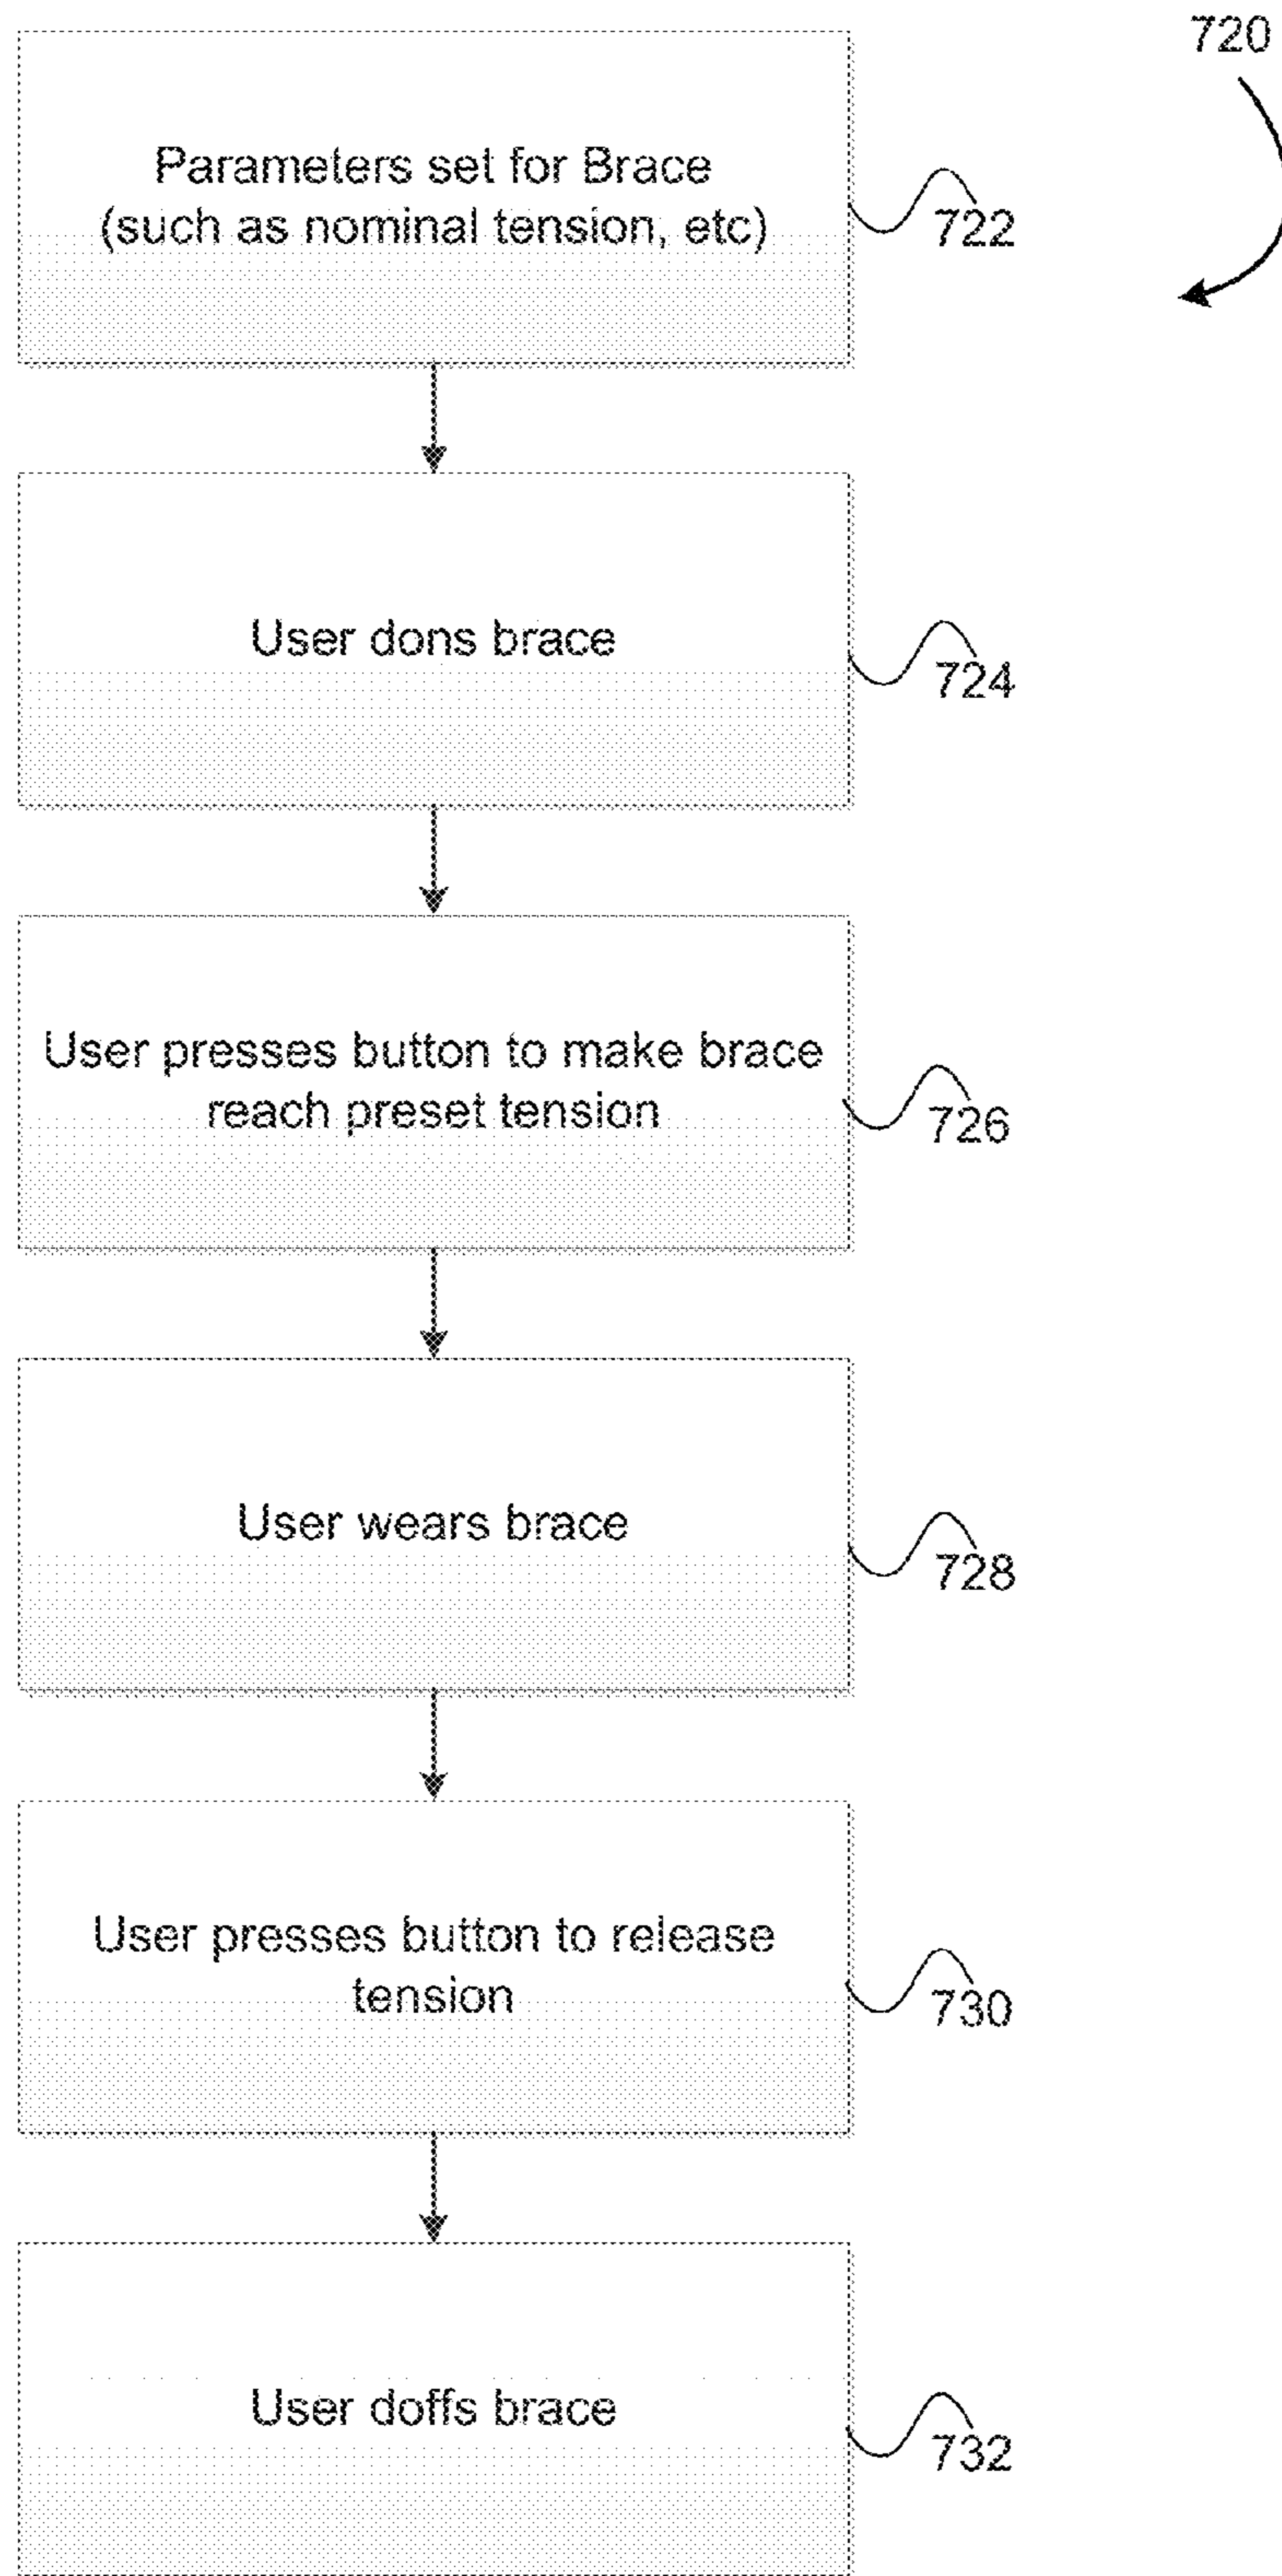 720
Parameters set for Brace
(such as nominal tension, etc)
722
User dons brace
724
User presses button to make brace
reach preset tension
726
User wears brace
728
User presses button to release
tension
730
User doffs brace
732